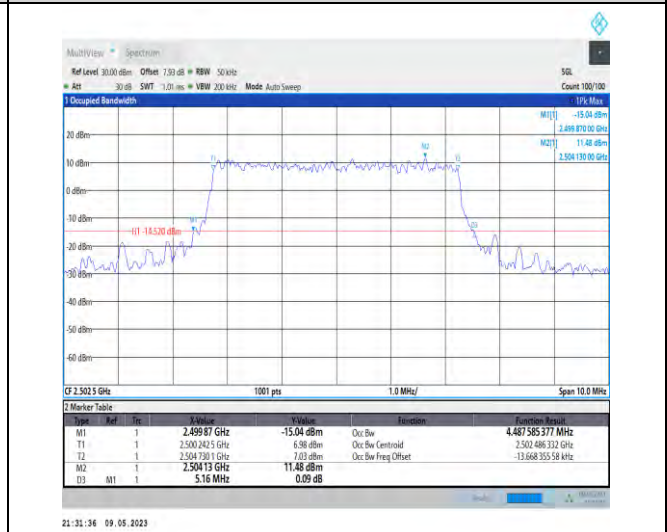 MultiView Spectrum
Ref Level 30.00 dBm Offset 7.93 dB RBW 50 kHz SGL
Att 30 dB SWT 1.01 ms VBW 200 kHz Mode Auto Sweep Count 100/100
1 Occupied Bandwidth 1Pk Max
M1[1] -15.04 dBm
2.499 870 00 GHz
M2[1] 11.48 dBm
2.504 130 00 GHz
20 dBm
M2
T1 T2
10 dBm
0 dBm
-10 dBm
M1 D3
H1 -14.520 dBm
-20 dBm
-30 dBm
-40 dBm
-50 dBm
-60 dBm
CF 2.502 5 GHz 1001 pts 1.0 MHz/ Span 10.0 MHz
2 Marker Table
Type Ref Trc X-Value Y-Value Function Function Result
M1 1 2.499 87 GHz -15.04 dBm Occ Bw 4.487 585 377 MHz
T1 1 2.500 242 5 GHz 6.98 dBm Occ Bw Centroid 2.502 486 332 GHz
T2 1 2.504 730 1 GHz 7.03 dBm Occ Bw Freq Offset -13.668 355 58 kHz
M2 1 2.504 13 GHz 11.48 dBm
D3 M1 1 5.16 MHz 0.09 dB
21:31:36 09.05.2023